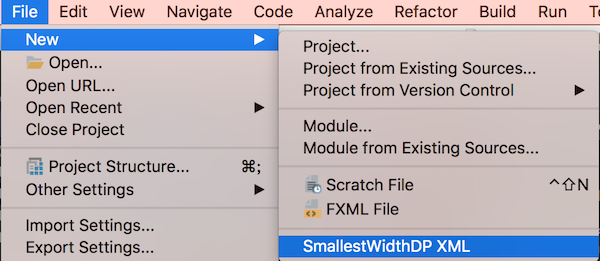 File Edit View Navigate Code Analyze Refactor Build Run
New
Open...
Open URL...
Open Recent
Close Project
Project Structure... ⌘;
Other Settings
Import Settings...
Export Settings...
Project...
Project from Existing Sources...
Project from Version Control
Module...
Module from Existing Sources...
Scratch File ^⇧N
FXML File
SmallestWidthDP XML